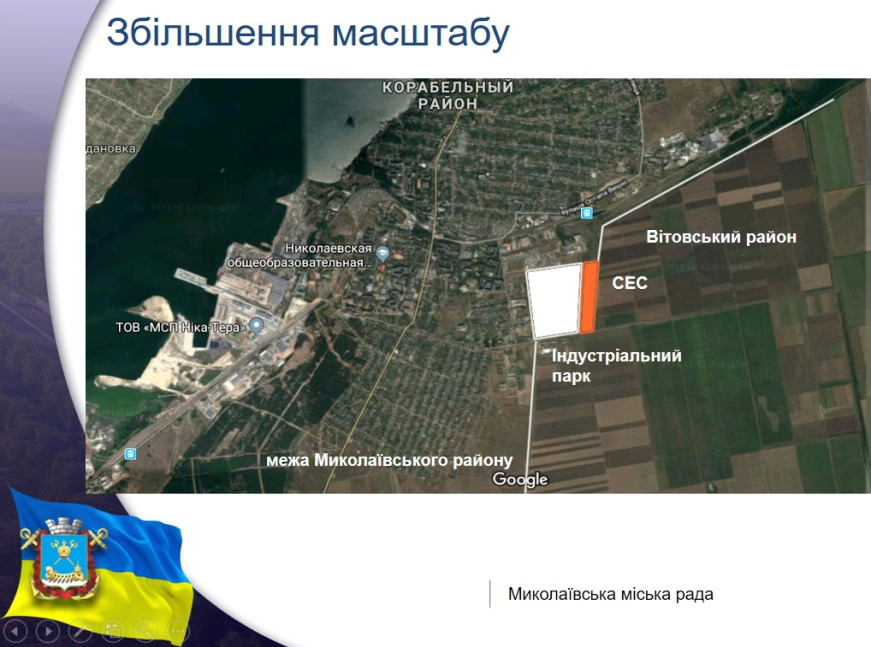 Збільшення масштабу
КОРАБЕЛЬНЫЙ
РАЙОН
дановка
Вітовський район
Николаевская
общеобразовательная...
СЕС
ТОВ «МСП Ніка-Тера»
Індустріальний
парк
межа Миколаївського району
Google
Миколаївська міська рада